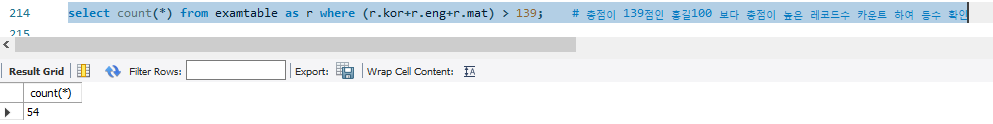 214 select count(*) from examtable as r where (r.kor+r.eng+r.mat) > 139; # 총점이 139점인 홍길100 보다 총점이 높은 레코드수 카운트 하여 등수 확인
215
Result Grid Filter Rows: Export: Wrap Cell Content:
count(*)
54